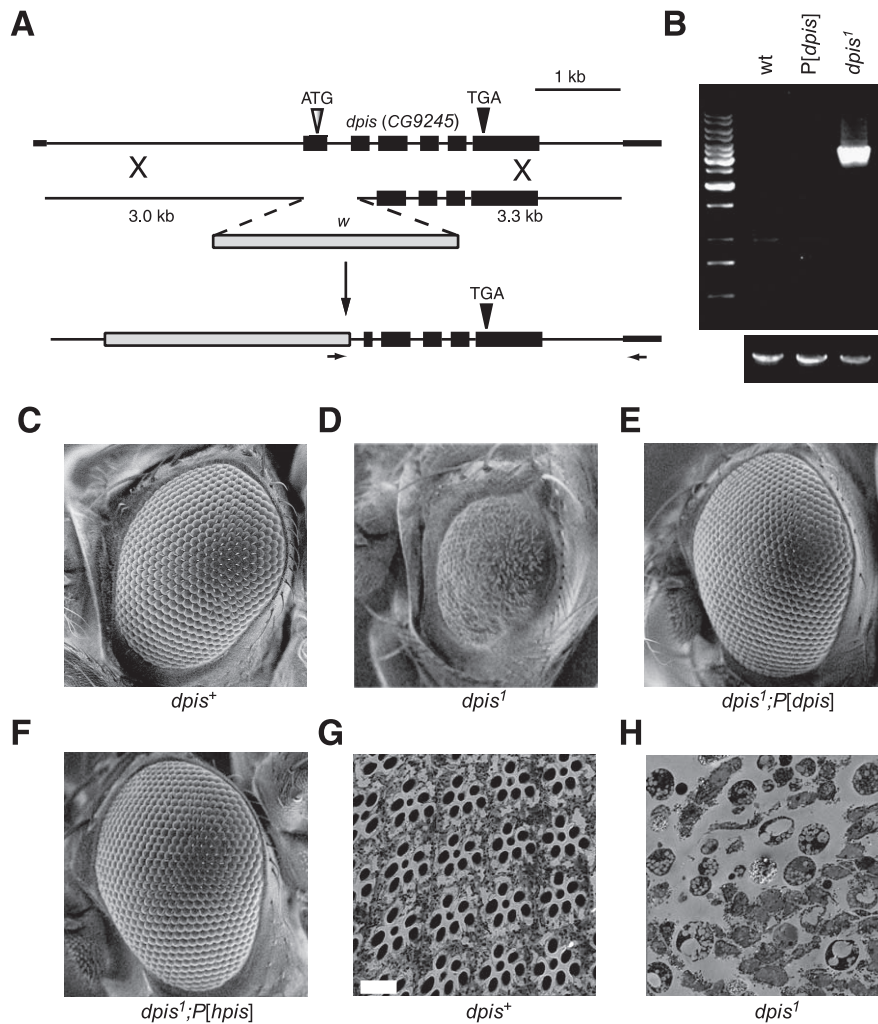 A
B
1 kb
ATG
dpis (CG9245)
TGA
X
X
3.0 kb
w
3.3 kb
TGA
wt
P[dpis]
dpis¹
C
D
E
dpis⁺
dpis¹
dpis¹;P[dpis]
F
G
H
dpis¹;P[hpis]
dpis⁺
dpis¹